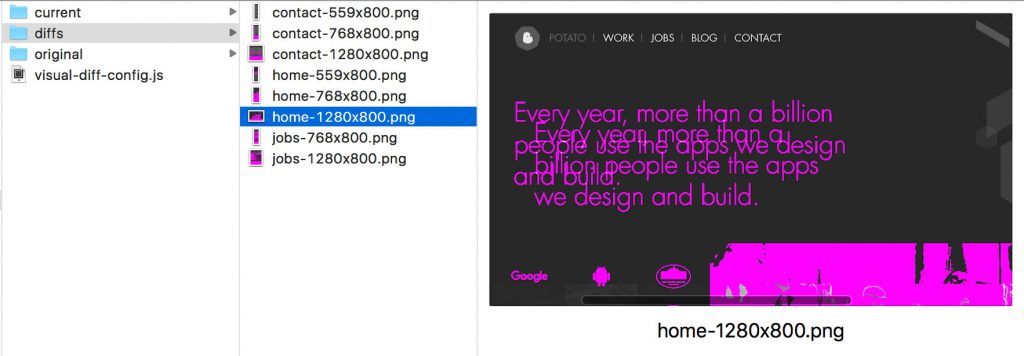 current
diffs
original
visual-diff-config.js
contact-559x800.png
contact-768x800.png
contact-1280x800.png
home-559x800.png
home-768x800.png
home-1280x800.png
jobs-768x800.png
jobs-1280x800.png
POTATO | WORK | JOBS | BLOG | CONTACT
Every year, more than a billion
people use the apps we design
and build.
Every year, more than a
billion people use the apps
we design and build.
Google
home-1280x800.png